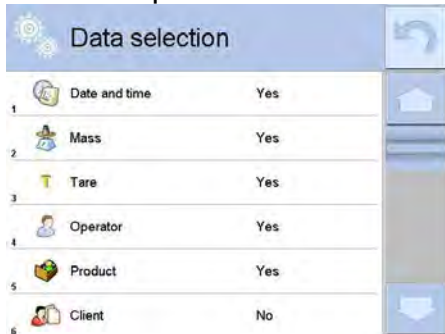 Data selection
1 Date and time Yes
2 Mass Yes
3 T Tare Yes
4 Operator Yes
5 Product Yes
6 Client No